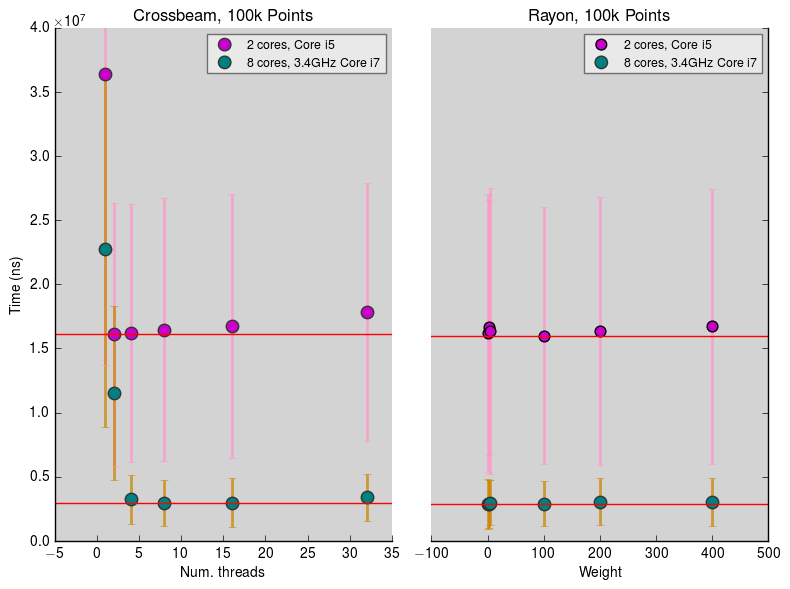 Crossbeam, 100k Points
Rayon, 100k Points
4.0 ×10⁷
3.5
3.0
2.5
2.0
1.5
1.0
0.5
0.0
Time (ns)
2 cores, Core i5
8 cores, 3.4GHz Core i7
2 cores, Core i5
8 cores, 3.4GHz Core i7
−5 0 5 10 15 20 25 30 35
−100 0 100 200 300 400 500
Num. threads
Weight